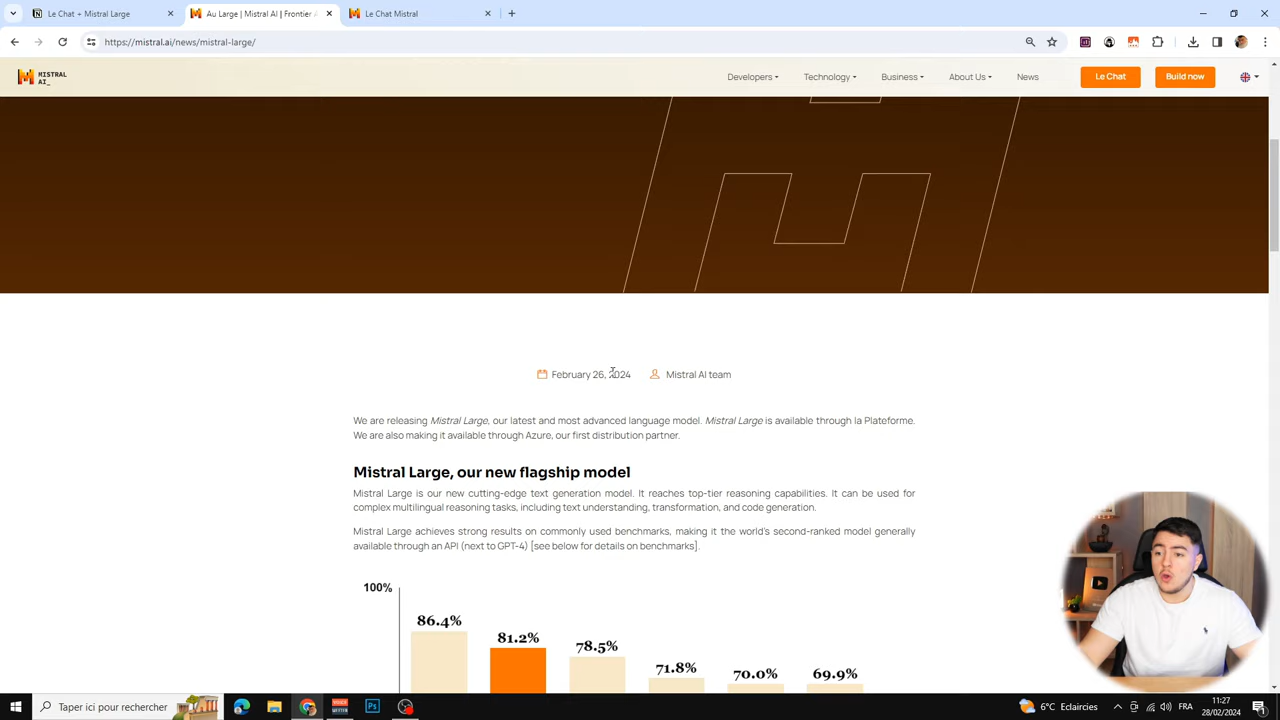 Le Chat + Mistral Large
Au Large | Mistral AI | Frontier A
Le Chat Mistral
https://mistral.ai/news/mistral-large/
MISTRAL
AI_
Developers
Technology
Business
About Us
News
Le Chat
Build now
February 26, 2024
Mistral AI team
We are releasing Mistral Large, our latest and most advanced language model. Mistral Large is available through la Plateforme.
We are also making it available through Azure, our first distribution partner.
Mistral Large, our new flagship model
Mistral Large is our new cutting-edge text generation model. It reaches top-tier reasoning capabilities. It can be used for
complex multilingual reasoning tasks, including text understanding, transformation, and code generation.
Mistral Large achieves strong results on commonly used benchmarks, making it the world's second-ranked model generally
available through an API (next to GPT-4) [see below for details on benchmarks].
100%
86.4%
81.2%
78.5%
71.8%
70.0%
69.9%
Taper ici pour rechercher
6°C Eclaircies
FRA
11:27
28/02/2024